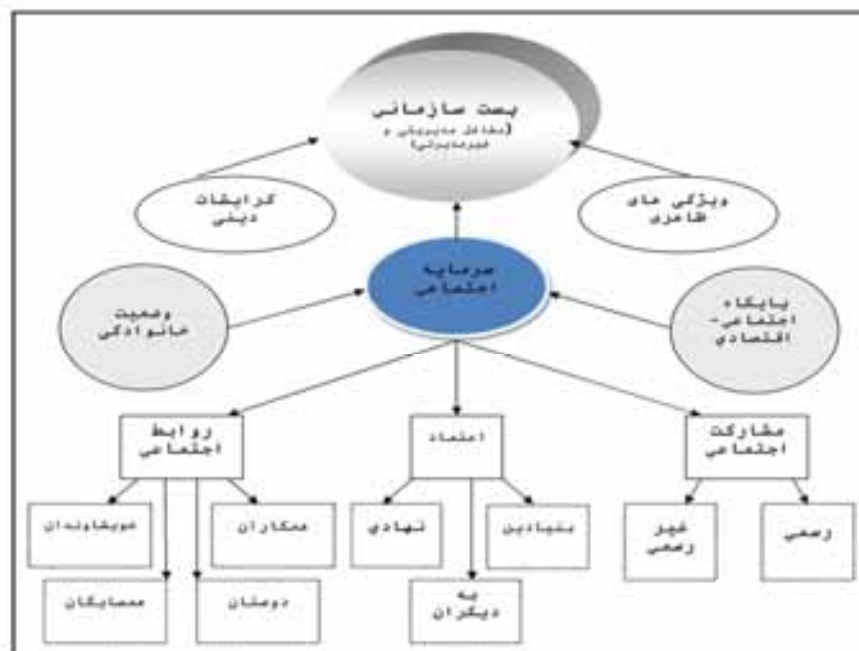 پست سازمانی
(مشاغل مدیریتی و
غیرمدیریتی)
ویژگی های
ظاهری
گرایشات
دینی
سرمایه
اجتماعی
پایگاه
اجتماعی-
اقتصادی
وضعیت
خانوادگی
مشارکت
اجتماعی
اعتماد
روابط
اجتماعی
رسمی
غیر
رسمی
بنیادین
نهادی
همکاران
خویشاوندان
به
دیگران
دوستان
همسایگان